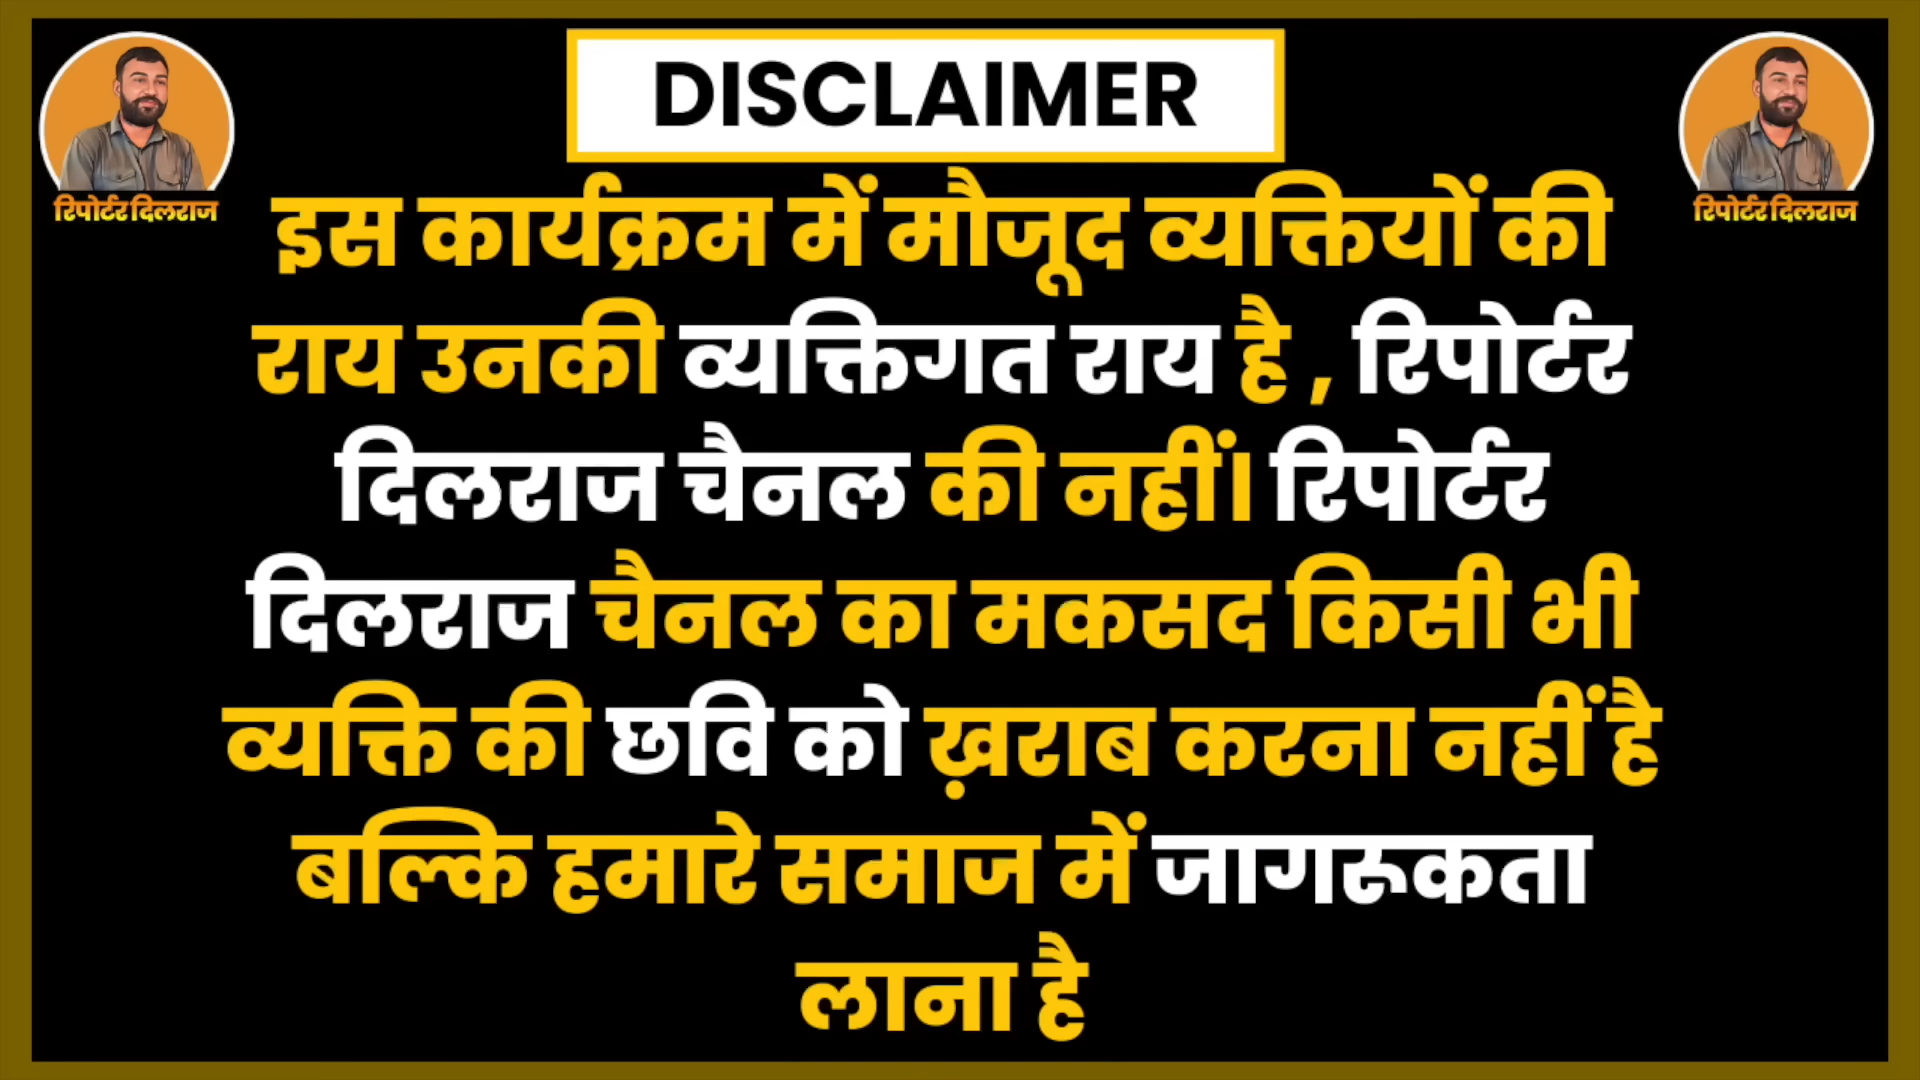 DISCLAIMER
रिपोर्टर दिलराज
रिपोर्टर दिलराज
इस कार्यक्रम में मौजूद व्यक्तियों की
राय उनकी व्यक्तिगत राय है , रिपोर्टर
दिलराज चैनल की नहीं। रिपोर्टर
दिलराज चैनल का मकसद किसी भी
व्यक्ति की छवि को ख़राब करना नहीं है
बल्कि हमारे समाज में जागरूकता
लाना है